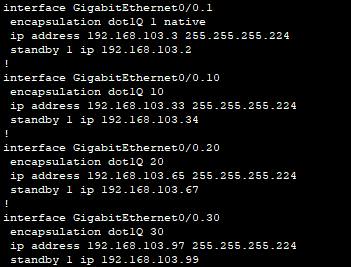 interface GigabitEthernet0/0.1
 encapsulation dot1Q 1 native
 ip address 192.168.103.3 255.255.255.224
 standby 1 ip 192.168.103.2
!
interface GigabitEthernet0/0.10
 encapsulation dot1Q 10
 ip address 192.168.103.33 255.255.255.224
 standby 1 ip 192.168.103.34
!
interface GigabitEthernet0/0.20
 encapsulation dot1Q 20
 ip address 192.168.103.65 255.255.255.224
 standby 1 ip 192.168.103.67
!
interface GigabitEthernet0/0.30
 encapsulation dot1Q 30
 ip address 192.168.103.97 255.255.255.224
 standby 1 ip 192.168.103.99